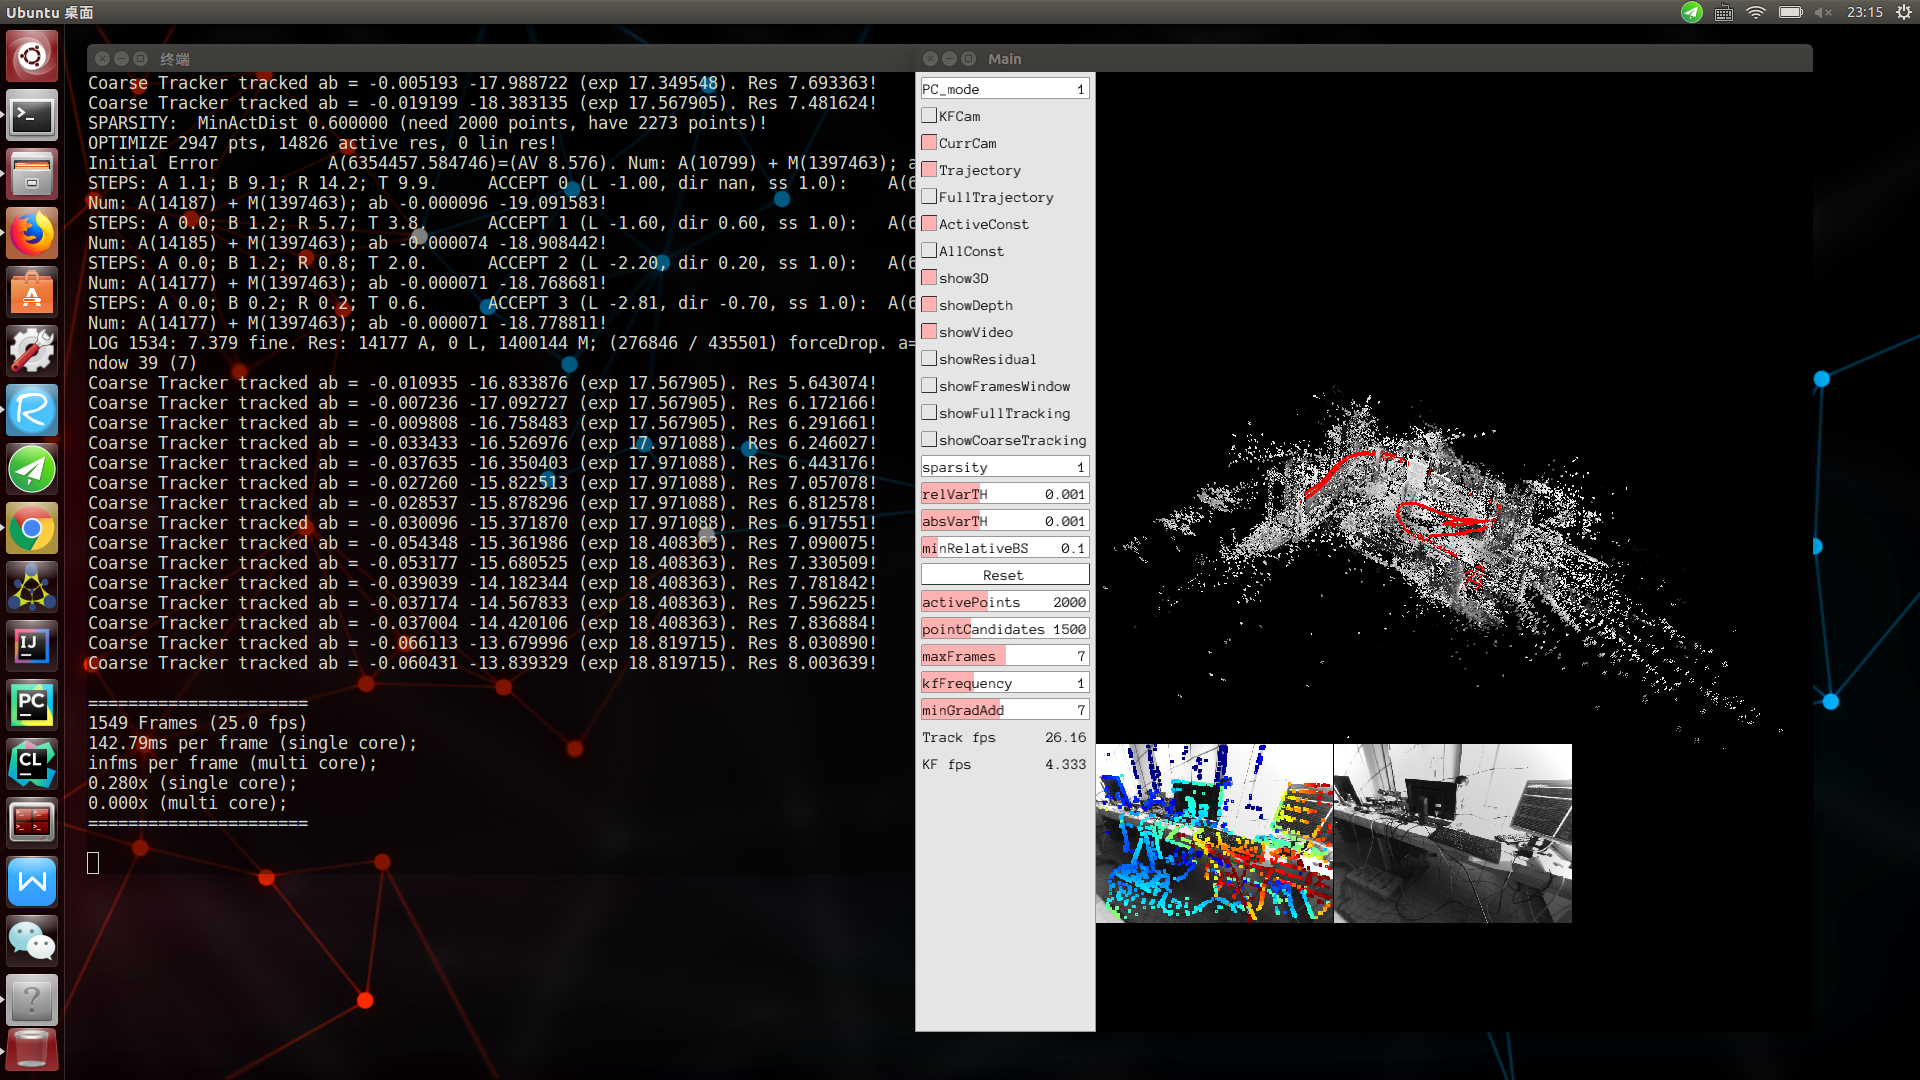 Ubuntu 桌面
23:15
终端
Coarse Tracker tracked ab = -0.005193 -17.988722 (exp 17.349548). Res 7.693363!
Coarse Tracker tracked ab = -0.019199 -18.383135 (exp 17.567905). Res 7.481624!
SPARSITY:  MinActDist 0.600000 (need 2000 points, have 2273 points)!
OPTIMIZE 2947 pts, 14826 active res, 0 lin res!
Initial Error           A(6354457.584746)=(AV 8.576). Num: A(10799) + M(1397463); a
STEPS: A 1.1; B 9.1; R 14.2; T 9.9.     ACCEPT 0 (L -1.00, dir nan, ss 1.0):   A(6
Num: A(14187) + M(1397463); ab -0.000096 -19.091583!
STEPS: A 0.0; B 1.2; R 5.7; T 3.8.      ACCEPT 1 (L -1.60, dir 0.60, ss 1.0):   A(6
Num: A(14185) + M(1397463); ab -0.000074 -18.908442!
STEPS: A 0.0; B 1.2; R 0.8; T 2.0.      ACCEPT 2 (L -2.20, dir 0.20, ss 1.0):   A(6
Num: A(14177) + M(1397463); ab -0.000071 -18.768681!
STEPS: A 0.0; B 0.2; R 0.2; T 0.6.      ACCEPT 3 (L -2.81, dir -0.70, ss 1.0):  A(6
Num: A(14177) + M(1397463); ab -0.000071 -18.778811!
LOG 1534: 7.379 fine. Res: 14177 A, 0 L, 1400144 M; (276846 / 435501) forceDrop. a=
ndow 39 (7)
Coarse Tracker tracked ab = -0.010935 -16.833876 (exp 17.567905). Res 5.643074!
Coarse Tracker tracked ab = -0.007236 -17.092727 (exp 17.567905). Res 6.172166!
Coarse Tracker tracked ab = -0.009808 -16.758483 (exp 17.567905). Res 6.291661!
Coarse Tracker tracked ab = -0.033433 -16.526976 (exp 17.971088). Res 6.246027!
Coarse Tracker tracked ab = -0.037635 -16.350403 (exp 17.971088). Res 6.443176!
Coarse Tracker tracked ab = -0.027260 -15.822513 (exp 17.971088). Res 7.057078!
Coarse Tracker tracked ab = -0.028537 -15.878296 (exp 17.971088). Res 6.812578!
Coarse Tracker tracked ab = -0.030096 -15.371870 (exp 17.971088). Res 6.917551!
Coarse Tracker tracked ab = -0.054348 -15.361986 (exp 18.408363). Res 7.090075!
Coarse Tracker tracked ab = -0.053177 -15.680525 (exp 18.408363). Res 7.330509!
Coarse Tracker tracked ab = -0.039039 -14.182344 (exp 18.408363). Res 7.781842!
Coarse Tracker tracked ab = -0.037174 -14.567833 (exp 18.408363). Res 7.596225!
Coarse Tracker tracked ab = -0.037004 -14.420106 (exp 18.408363). Res 7.836884!
Coarse Tracker tracked ab = -0.066113 -13.679996 (exp 18.819715). Res 8.030890!
Coarse Tracker tracked ab = -0.060431 -13.839329 (exp 18.819715). Res 8.003639!
======================
1549 Frames (25.0 fps)
142.79ms per frame (single core);
infms per frame (multi core);
0.280x (single core);
0.000x (multi core);
======================
Main
PC_mode 1
KFCam
CurrCam
Trajectory
FullTrajectory
ActiveConst
AllConst
show3D
showDepth
showVideo
showResidual
showFramesWindow
showFullTracking
showCoarseTracking
sparsity 1
relVarTH 0.001
absVarTH 0.001
minRelativeBS 0.1
Reset
activePoints 2000
pointCandidates 1500
maxFrames 7
kfFrequency 1
minGradAdd 7
Track fps 26.16
KF fps 4.333
IJ
PC
CL